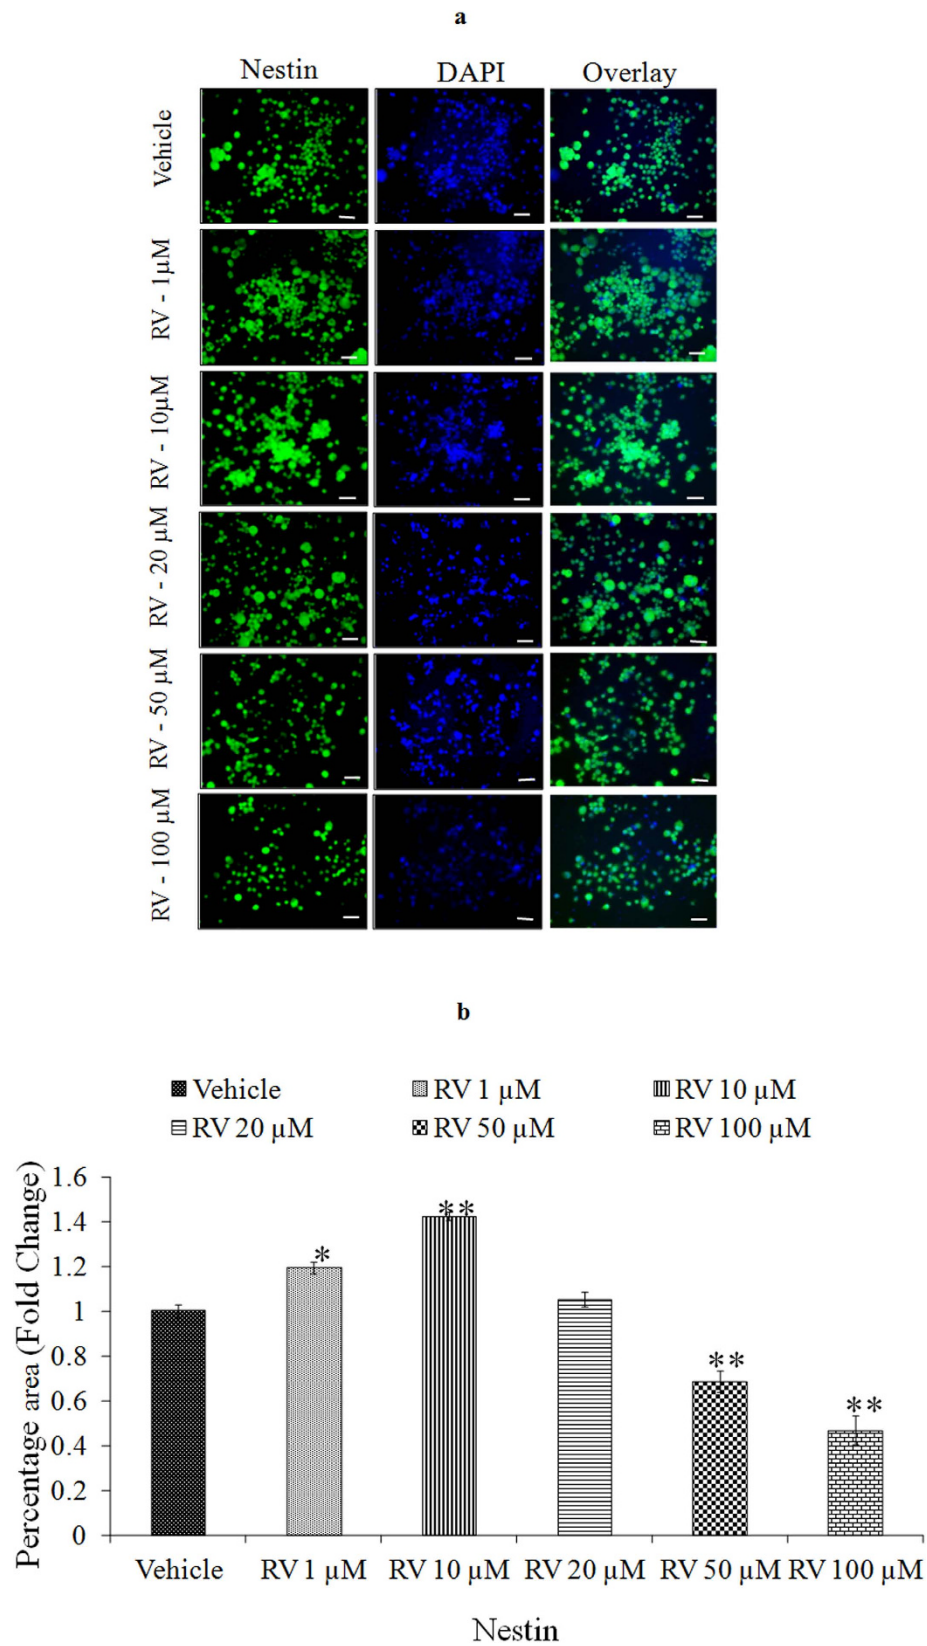 a
Nestin DAPI Overlay
Vehicle
RV - 1µM
RV - 10µM
RV - 20 µM
RV - 50 µM
RV - 100 µM
b
Vehicle RV 1 µM RV 10 µM
RV 20 µM RV 50 µM RV 100 µM
Percentage area (Fold Change)
1.6
1.4
1.2
1
0.8
0.6
0.4
0.2
0
*
**
**
**
Vehicle RV 1 µM RV 10 µM RV 20 µM RV 50 µM RV 100 µM
Nestin